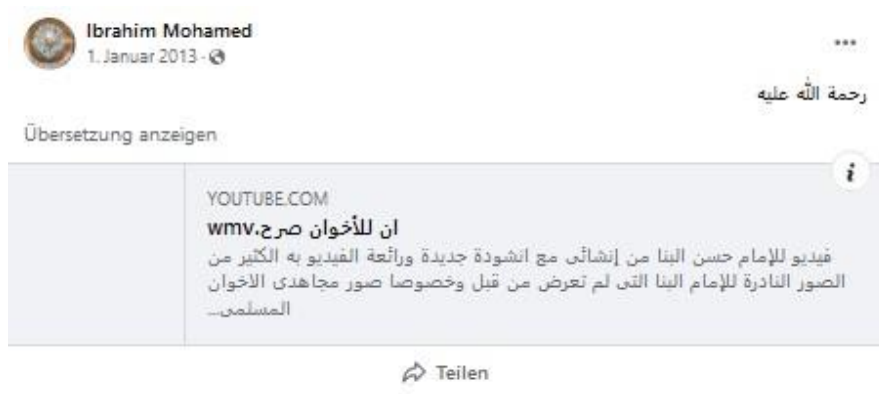 Ibrahim Mohamed
1. Januar 2013 ·
رحمة الله عليه
Übersetzung anzeigen
YOUTUBE.COM
ان للأخوان صرح.wmv
فيديو للإمام حسن البنا من إنشائى مع انشودة جديدة ورائعة الفيديو به الكثير من
الصور النادرة للإمام البنا التى لم تعرض من قبل وخصوصا صور مجاهدى الاخوان
المسلمى...
Teilen